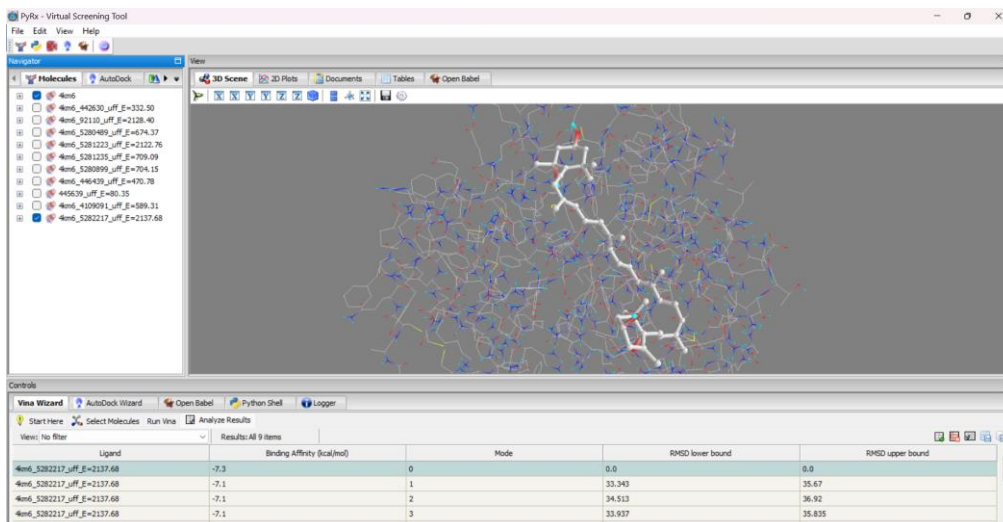 PyRx - Virtual Screening Tool
File Edit View Help
Navigator
View
Molecules AutoDock
3D Scene 2D Plots Documents Tables Open Babel
4km6
4km6_442630_uff_E=332.50
4km6_92110_uff_E=2128.40
4km6_5280489_uff_E=674.37
4km6_5281223_uff_E=2122.76
4km6_5281235_uff_E=709.09
4km6_5280899_uff_E=704.15
4km6_446439_uff_E=470.78
445639_uff_E=80.35
4km6_4109091_uff_E=589.31
4km6_5282217_uff_E=2137.68
X X Y Y Z Z
Controls
Vina Wizard AutoDock Wizard Open Babel Python Shell Logger
Start Here Select Molecules Run Vina Analyze Results
View: No filter Results: All 9 items
Ligand Binding Affinity (kcal/mol) Mode RMSD lower bound RMSD upper bound
4km6_5282217_uff_E=2137.68 -7.3 0 0.0 0.0
4km6_5282217_uff_E=2137.68 -7.1 1 33.343 35.67
4km6_5282217_uff_E=2137.68 -7.1 2 34.513 36.92
4km6_5282217_uff_E=2137.68 -7.1 3 33.937 35.835